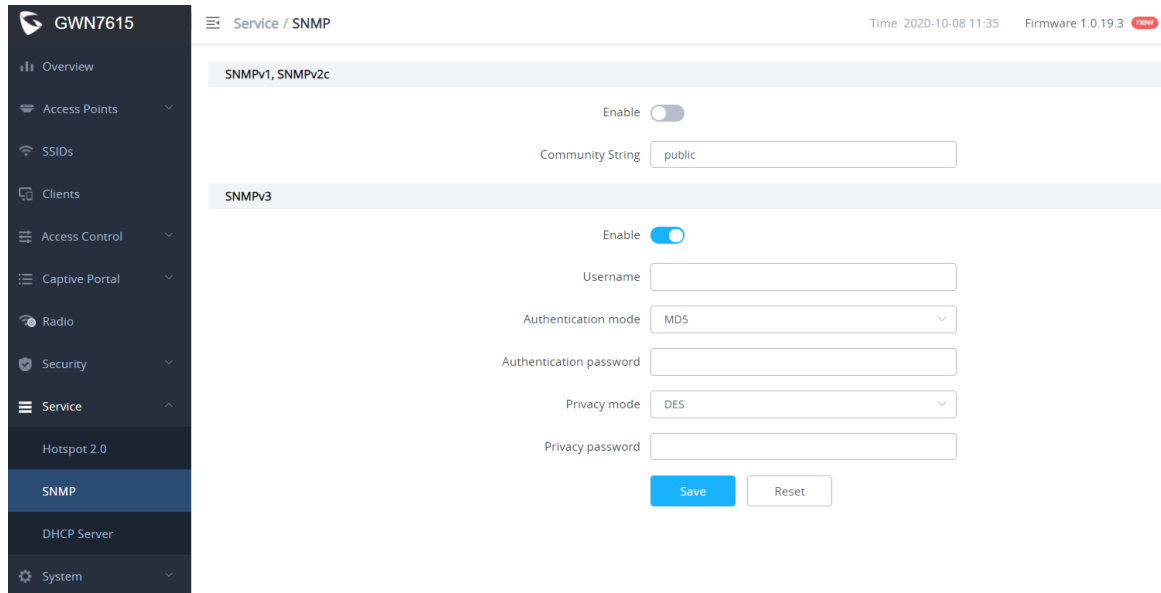 GWN7615
Service / SNMP
Time 2020-10-08 11:35
Firmware 1.0.19.3 new
Overview
Access Points
SSIDs
Clients
Access Control
Captive Portal
Radio
Security
Service
Hotspot 2.0
SNMP
DHCP Server
System
SNMPv1, SNMPv2c
Enable
Community String public
SNMPv3
Enable
Username
Authentication mode MD5
Authentication password
Privacy mode DES
Privacy password
Save Reset